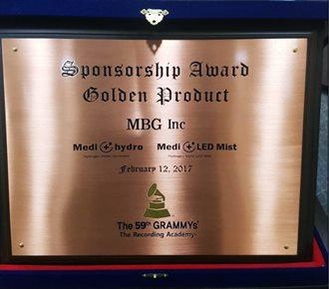 Sponsorship Award
Golden Product
MBG Inc
Medi hydro Medi LED Mist
February 12, 2017
The 59th GRAMMYs
The Recording Academy